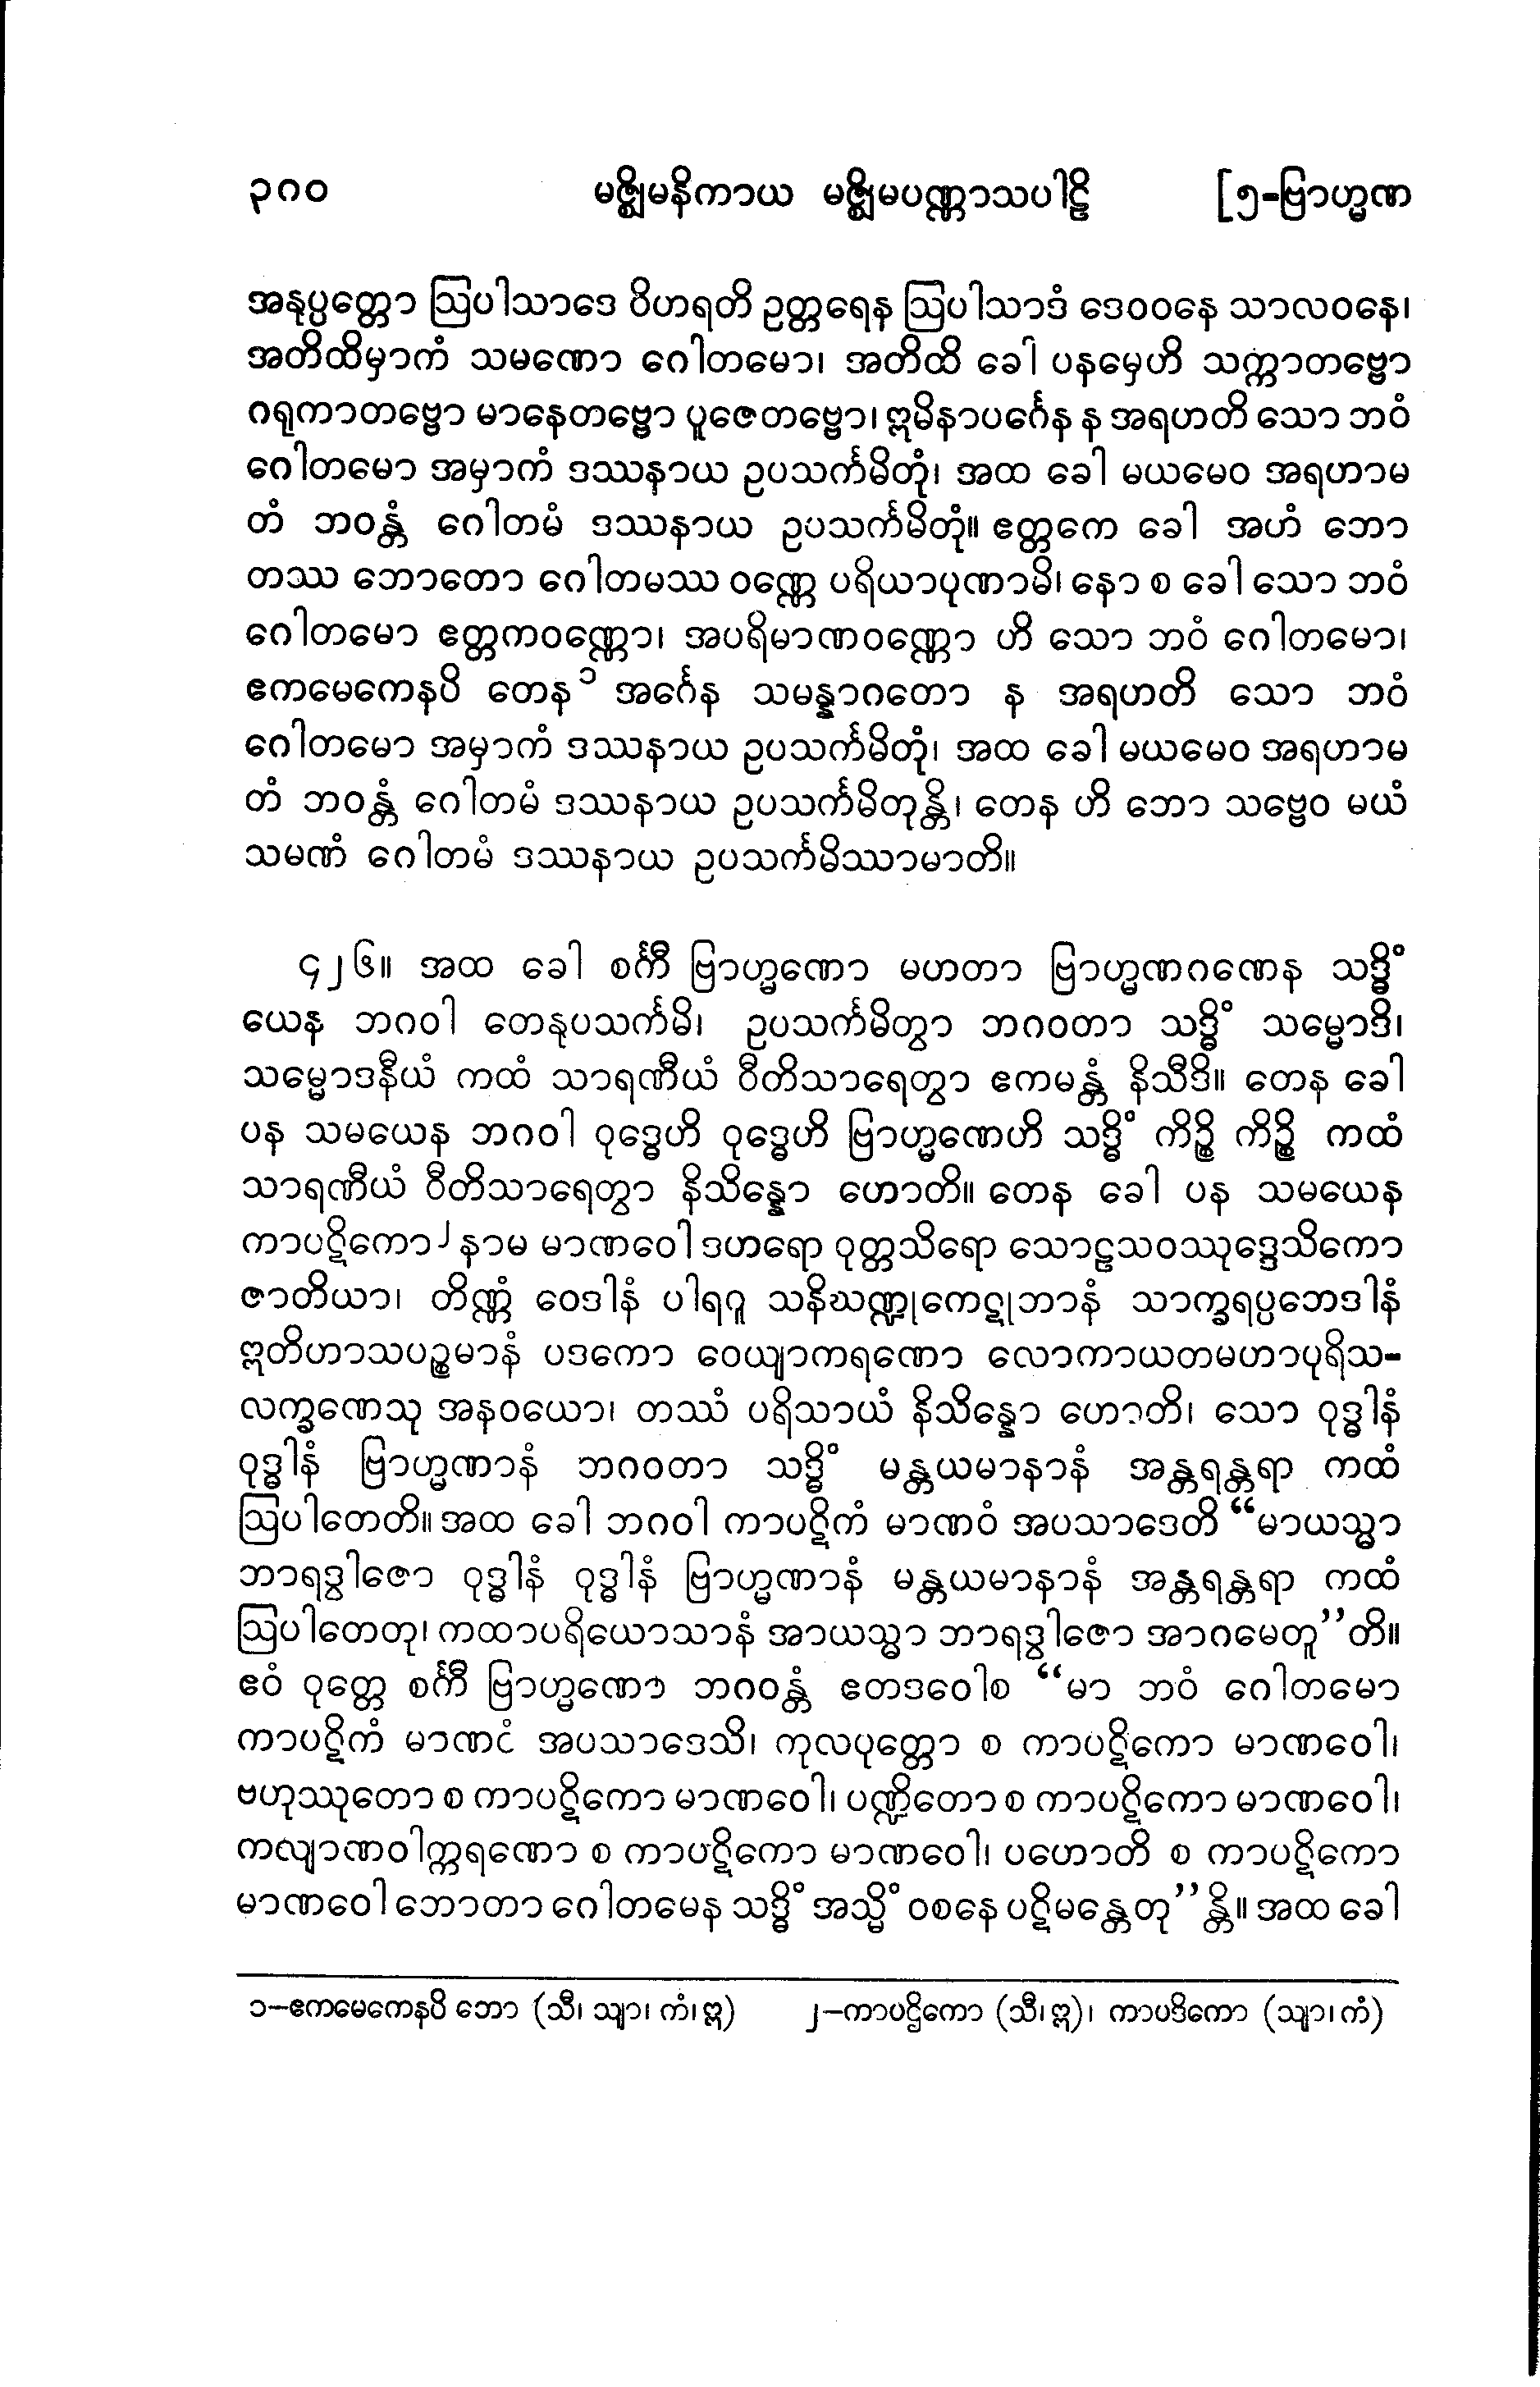 ၃၁၀ မဇ္ဈိမနိကာယ မဇ္ဈိမပဏ္ဏာသပါဠိ [၅-ဗြာဟ္မဏ
အနုပ္ပတ္တော ဩပါသာဒေ ဝိဟရတိ ဥတ္တရေန ဩပါသာဒံ ဒေဝဝနေ သာလဝနေ၊
အတိထိမှာကံ သမဏော ဂေါတမော၊ အတိထိ ခေါ ပနမှေဟိ သက္ကာတဗ္ဗော
ဂရုကာတဗ္ဗော မာနေတဗ္ဗော ပူဇေတဗ္ဗော၊ ဣမိနာပင်္ဂေန န အရဟတိ သော ဘဝံ
ဂေါတမော အမှာကံ ဒဿနာယ ဥပသင်္ကမိတုံ၊ အထ ခေါ မယမေဝ အရဟာမ
တံ ဘဝန္တံ ဂေါတမံ ဒဿနာယ ဥပသင်္ကမိတုံ။ ဧတ္တကေ ခေါ အဟံ ဘော
တဿ ဘောတော ဂေါတမဿ ဝဏ္ဏေ ပရိယာပုဏာမိ၊ နော စ ခေါ သော ဘဝံ
ဂေါတမော ဧတ္တကဝဏ္ဏော၊ အပရိမာဏဝဏ္ဏော ဟိ သော ဘဝံ ဂေါတမော၊
ဧကမေကေနပိ တေန ၁ အင်္ဂေန သမန္နာဂတော န အရဟတိ သော ဘဝံ
ဂေါတမော အမှာကံ ဒဿနာယ ဥပသင်္ကမိတုံ၊ အထ ခေါ မယမေဝ အရဟာမ
တံ ဘဝန္တံ ဂေါတမံ ဒဿနာယ ဥပသင်္ကမိတုန္တိ၊ တေန ဟိ ဘော သဗ္ဗေဝ မယံ
သမဏံ ဂေါတမံ ဒဿနာယ ဥပသင်္ကမိဿာမာတိ။
၄၂၆။ အထ ခေါ စင်္ကီ ဗြာဟ္မဏော မဟတာ ဗြာဟ္မဏဂဏေန သဒ္ဓိံ
ယေန ဘဂဝါ တေနုပသင်္ကမိ၊ ဥပသင်္ကမိတွာ ဘဂဝတာ သဒ္ဓိံ သမ္မောဒိ၊
သမ္မောဒနီယံ ကထံ သာရဏီယံ ဝီတိသာရေတွာ ဧကမန္တံ နိသီဒိ။ တေန ခေါ
ပန သမယေန ဘဂဝါ ဝုဒ္ဓေဟိ ဝုဒ္ဓေဟိ ဗြာဟ္မဏေဟိ သဒ္ဓိံ ကိဉ္စိ ကိဉ္စိ ကထံ
သာရဏီယံ ဝီတိသာရေတွာ နိသိန္နော ဟောတိ။ တေန ခေါ ပန သမယေန
ကာပဋိကော ၂ နာမ မာဏဝေါ ဒဟရော ဝုတ္တသိရော သောဠသဝဿုဒ္ဒေသိကော
ဇာတိယာ၊ တိဏ္ဏံ ဝေဒါနံ ပါရဂူ သနိဃဏ္ဍုကေဋုဘာနံ သာက္ခရပ္ပဘေဒါနံ
ဣတိဟာသပဉ္စမာနံ ပဒကော ဝေယျာကရဏော လောကာယတမဟာပုရိသ-
လက္ခဏေသု အနဝယော၊ တဿံ ပရိသာယံ နိသိန္နော ဟောတိ၊ သော ဝုဒ္ဓါနံ
ဝုဒ္ဓါနံ ဗြာဟ္မဏာနံ ဘဂဝတာ သဒ္ဓိံ မန္တယမာနာနံ အန္တရန္တရာ ကထံ
ဩပါတေတိ။ အထ ခေါ ဘဂဝါ ကာပဋိကံ မာဏဝံ အပသာဒေတိ “မာယသ္မာ
ဘာရဒွါဇော ဝုဒ္ဓါနံ ဝုဒ္ဓါနံ ဗြာဟ္မဏာနံ မန္တယမာနာနံ အန္တရန္တရာ ကထံ
ဩပါတေတု၊ ကထာပရိယောသာနံ အာယသ္မာ ဘာရဒွါဇော အာဂမေတူ”တိ။
ဧဝံ ဝုတ္တေ စင်္ကီ ဗြာဟ္မဏော ဘဂဝန္တံ ဧတဒဝေါစ “မာ ဘဝံ ဂေါတမော
ကာပဋိကံ မာဏဝံ အပသာဒေသိ၊ ကုလပုတ္တော စ ကာပဋိကော မာဏဝေါ၊
ဗဟုဿုတော စ ကာပဋိကော မာဏဝေါ၊ ပဏ္ဍိတော စ ကာပဋိကော မာဏဝေါ၊
ကလျာဏဝါက္ကရဏော စ ကာပဋိကော မာဏဝေါ၊ ပဟောတိ စ ကာပဋိကော
မာဏဝေါ ဘောတာ ဂေါတမေန သဒ္ဓိံ အသ္မိံ ဝစနေ ပဋိမန္တေတု”န္တိ။ အထ ခေါ
၁-ဧကမေကေနပိ ဘော (သီ၊ သျာ၊ ကံ၊ ဣ) ၂-ကာပဌိကော (သီ၊ ဣ)၊ ကာပဒိကော (သျာ၊ ကံ)